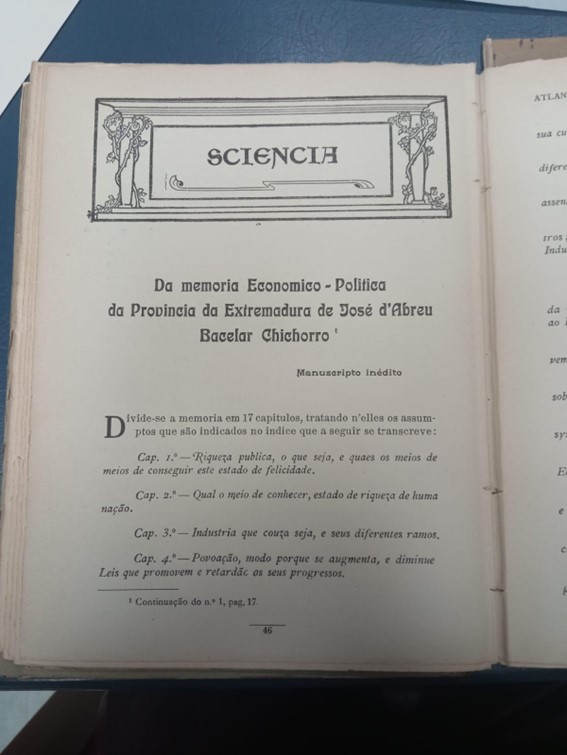 SCIENCIA
Da memoria Economico - Politica
da Provincia da Extremadura de José d'Abreu
Bacelar Chichorro ¹
Manuscripto inédito
Divide-se a memoria em 17 capitulos, tratando n'elles os assum-
ptos que são indicados no indice que a seguir se transcreve:
Cap. 1.º — Riqueza publica, o que seja, e quaes os meios de
meios de conseguir este estado de felicidade.
Cap. 2.º — Qual o meio de conhecer, estado de riqueza de huma
nação.
Cap. 3.º — Industria que couza seja, e seus diferentes ramos.
Cap. 4.º — Povoação, modo porque se augmenta, e diminue
Leis que promovem e retardão os seus progressos.
¹ Continuação do n.º 1, pag. 17.
46
ATLAN
sua cu
difere
assen
tros
Indu
da
ao
vem
sob
sy
E
e
c
g